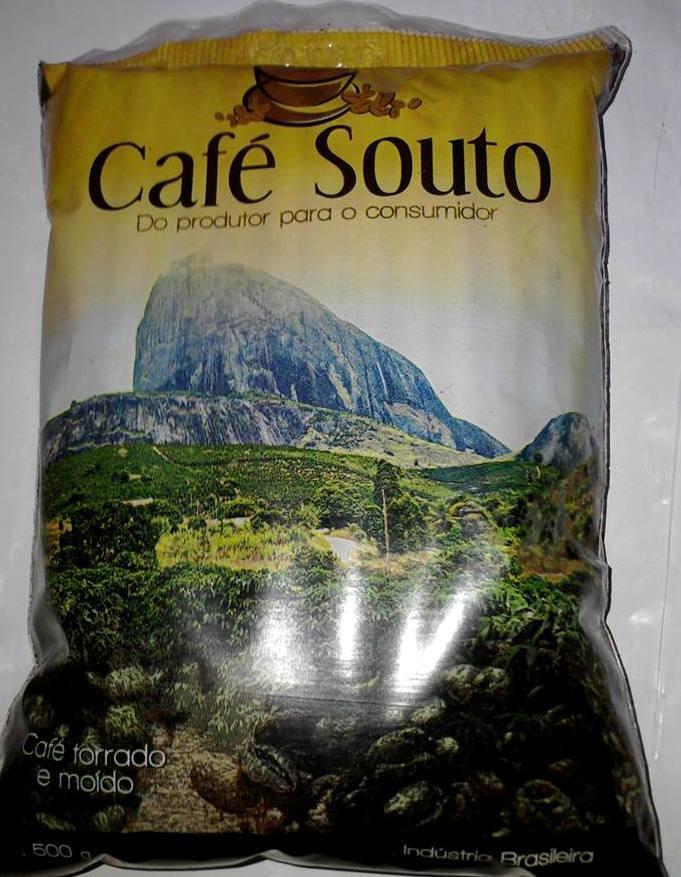 Café Souto
Do produtor para o consumidor
Café torrado
e moído
500 g
Indústria Brasileira